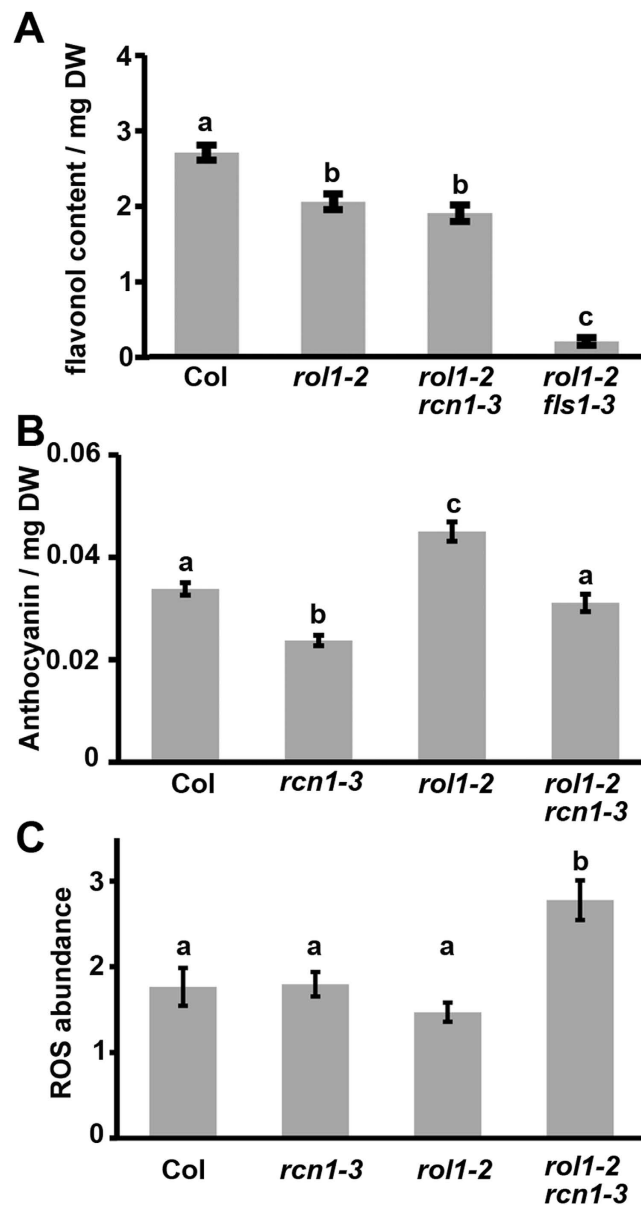 A
flavonol content / mg DW
4
3
2
1
0
a
b
b
c
Col
rol1-2
rol1-2
rcn1-3
rol1-2
fls1-3
B
Anthocyanin / mg DW
0.06
0.04
0.02
0
a
b
c
a
Col
rcn1-3
rol1-2
rol1-2
rcn1-3
C
ROS abundance
3
2
1
0
a
a
a
b
Col
rcn1-3
rol1-2
rol1-2
rcn1-3